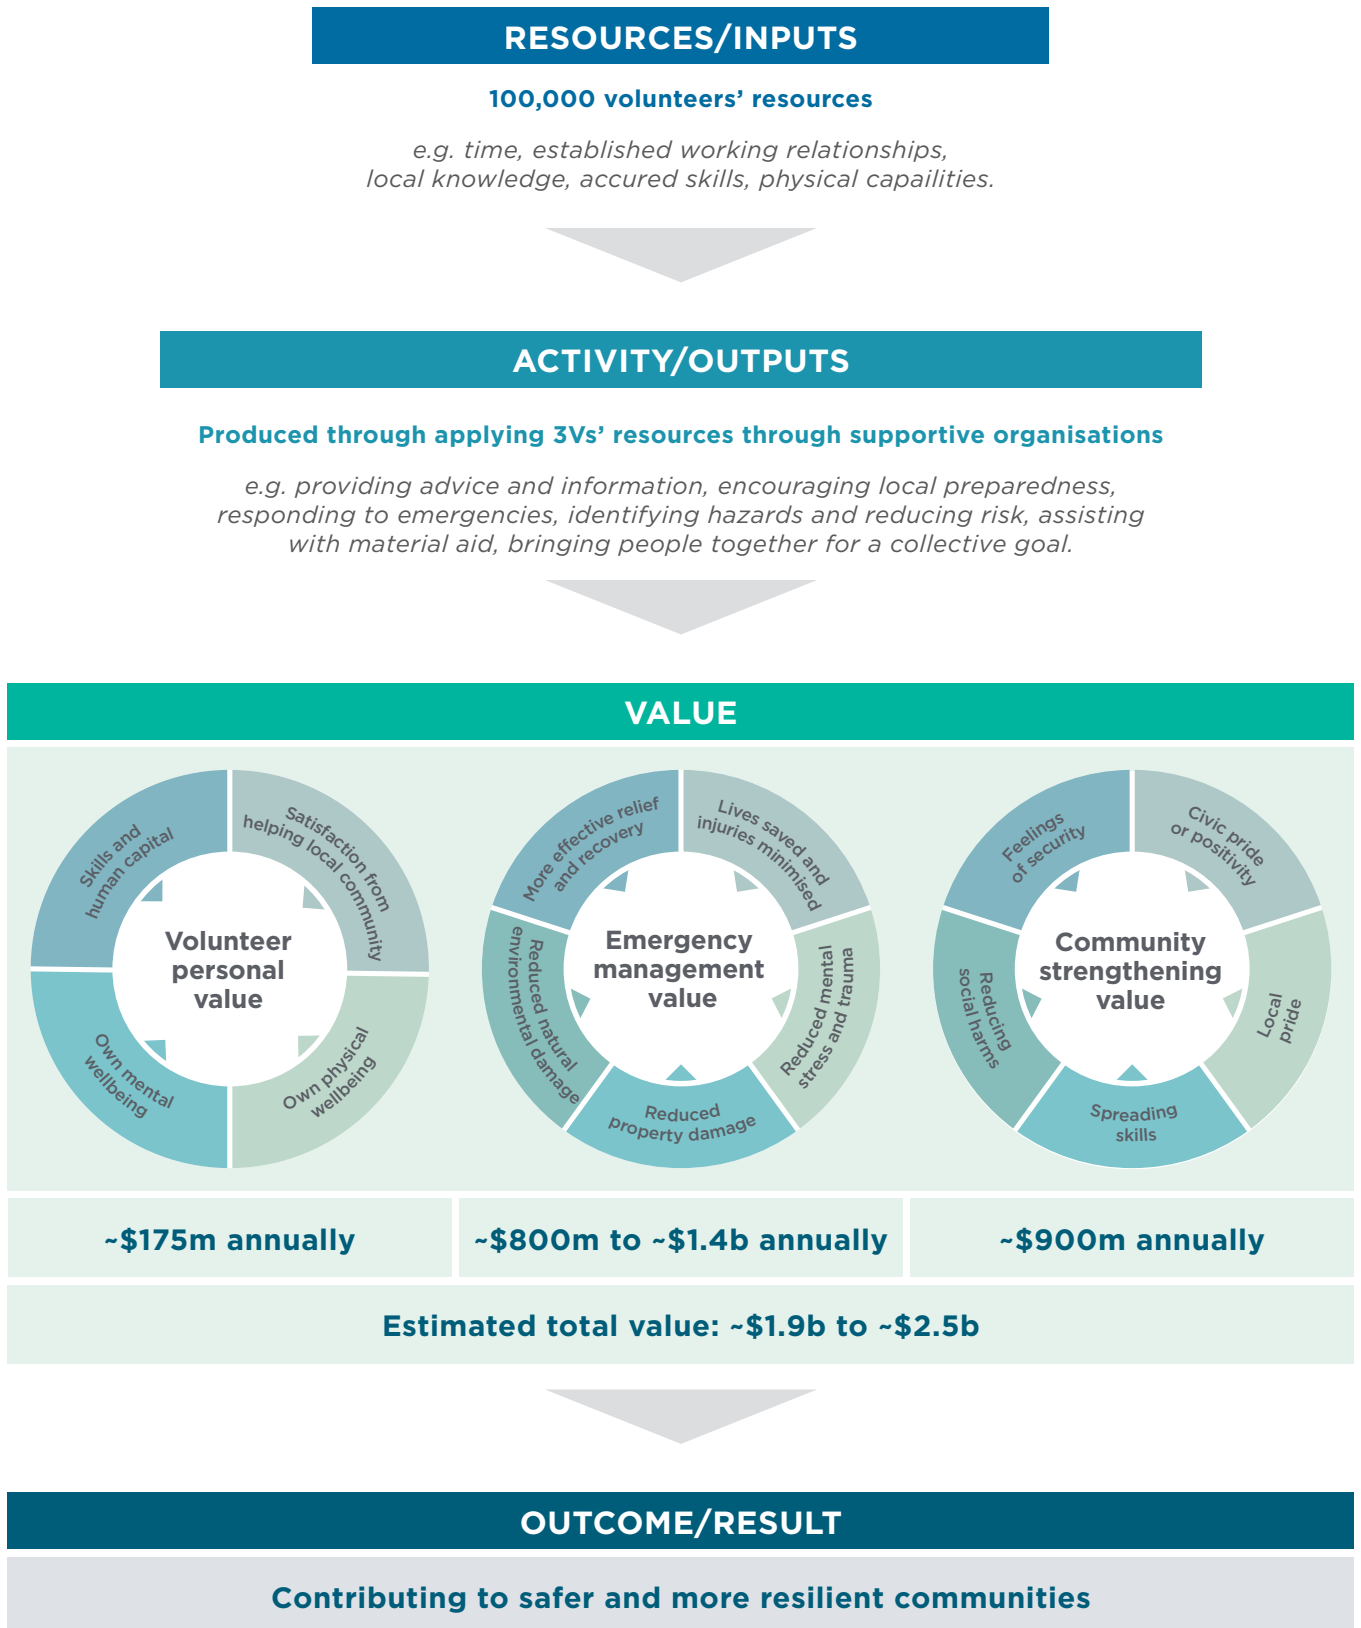 RESOURCES/INPUTS
100,000 volunteers’ resources
e.g. time, established working relationships,
local knowledge, accured skills, physical capailities.
ACTIVITY/OUTPUTS
Produced through applying 3Vs’ resources through supportive organisations
e.g. providing advice and information, encouraging local preparedness,
responding to emergencies, identifying hazards and reducing risk, assisting
with material aid, bringing people together for a collective goal.
VALUE
Skills and
human capital
Satisfaction from
helping local community
Own physical
wellbeing
Own mental
wellbeing
Volunteer
personal
value
More effective relief
and recovery
Lives saved and
injuries minimised
Reduced mental
stress and trauma
Reduced
property damage
Reduced natural
environmental damage
Emergency
management
value
Feelings
of security
Civic pride
or positivity
Local
pride
Spreading
skills
Reducing
social harms
Community
strengthening
value
~$175m annually
~$800m to ~$1.4b annually
~$900m annually
Estimated total value: ~$1.9b to ~$2.5b
OUTCOME/RESULT
Contributing to safer and more resilient communities